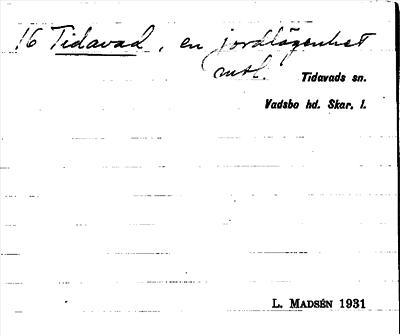 16 Tidavad, en jordlägenhet
mtl.
Tidavads sn.
Vadsbo hd. Skar. l.
L. MADSÉN 1931